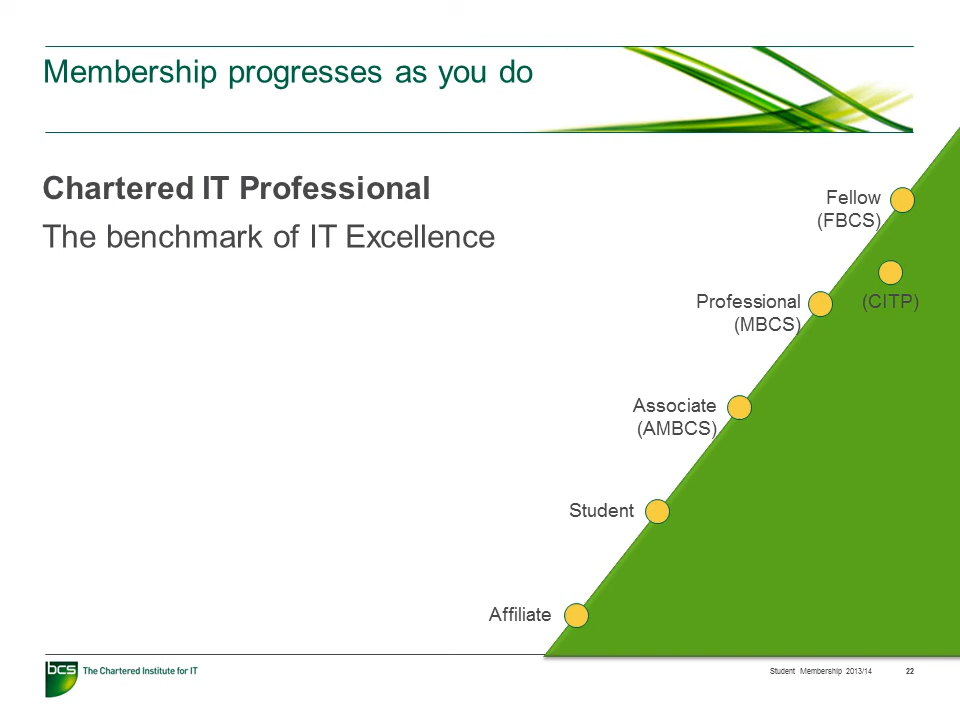 Membership progresses as you do
Chartered IT Professional
The benchmark of IT Excellence
Fellow
(FBCS)
(CITP)
Professional
(MBCS)
Associate
(AMBCS)
Student
Affiliate
bcs
The Chartered Institute for IT
Student Membership 2013/14
22